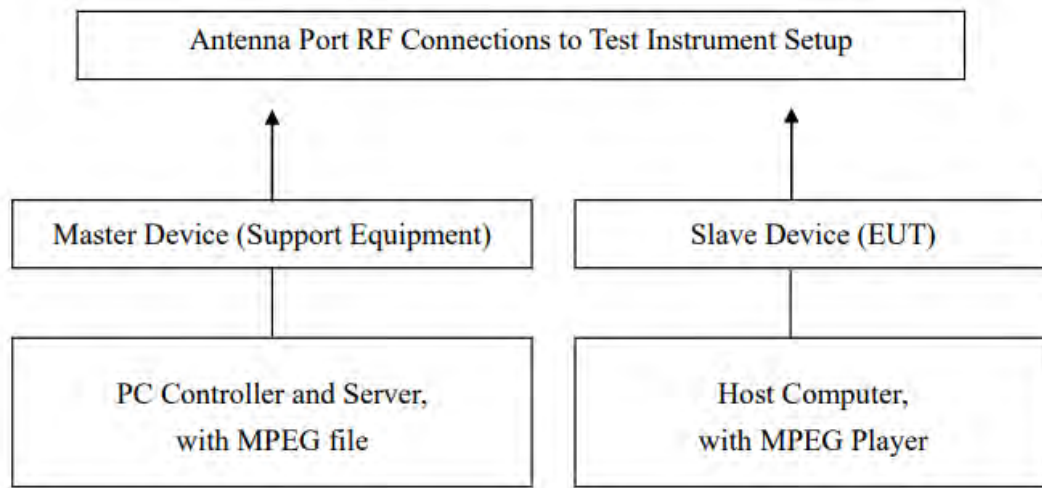 Antenna Port RF Connections to Test Instrument Setup
Master Device (Support Equipment)
Slave Device (EUT)
PC Controller and Server,
with MPEG file
Host Computer,
with MPEG Player